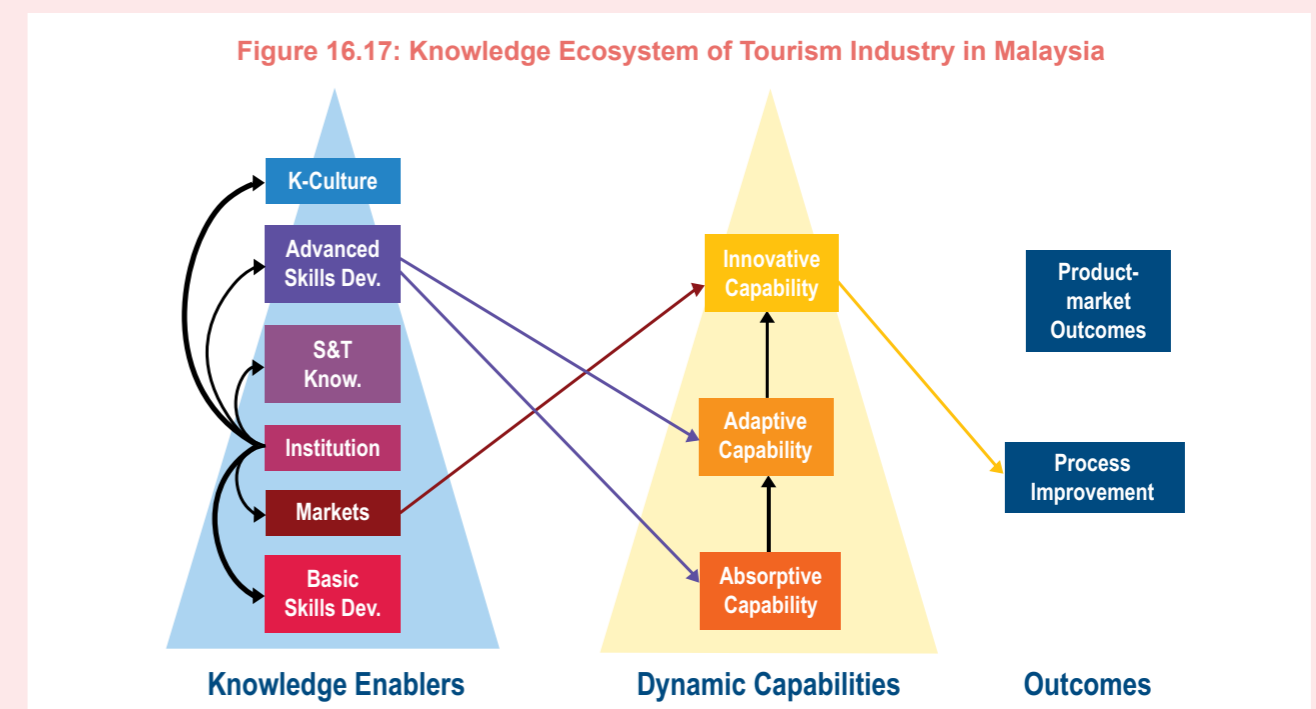 Figure 16.17: Knowledge Ecosystem of Tourism Industry in Malaysia
K-Culture
Advanced
Skills Dev.
S&T
Know.
Institution
Markets
Basic
Skills Dev.
Knowledge Enablers
Innovative
Capability
Adaptive
Capability
Absorptive
Capability
Dynamic Capabilities
Product-
market
Outcomes
Process
Improvement
Outcomes